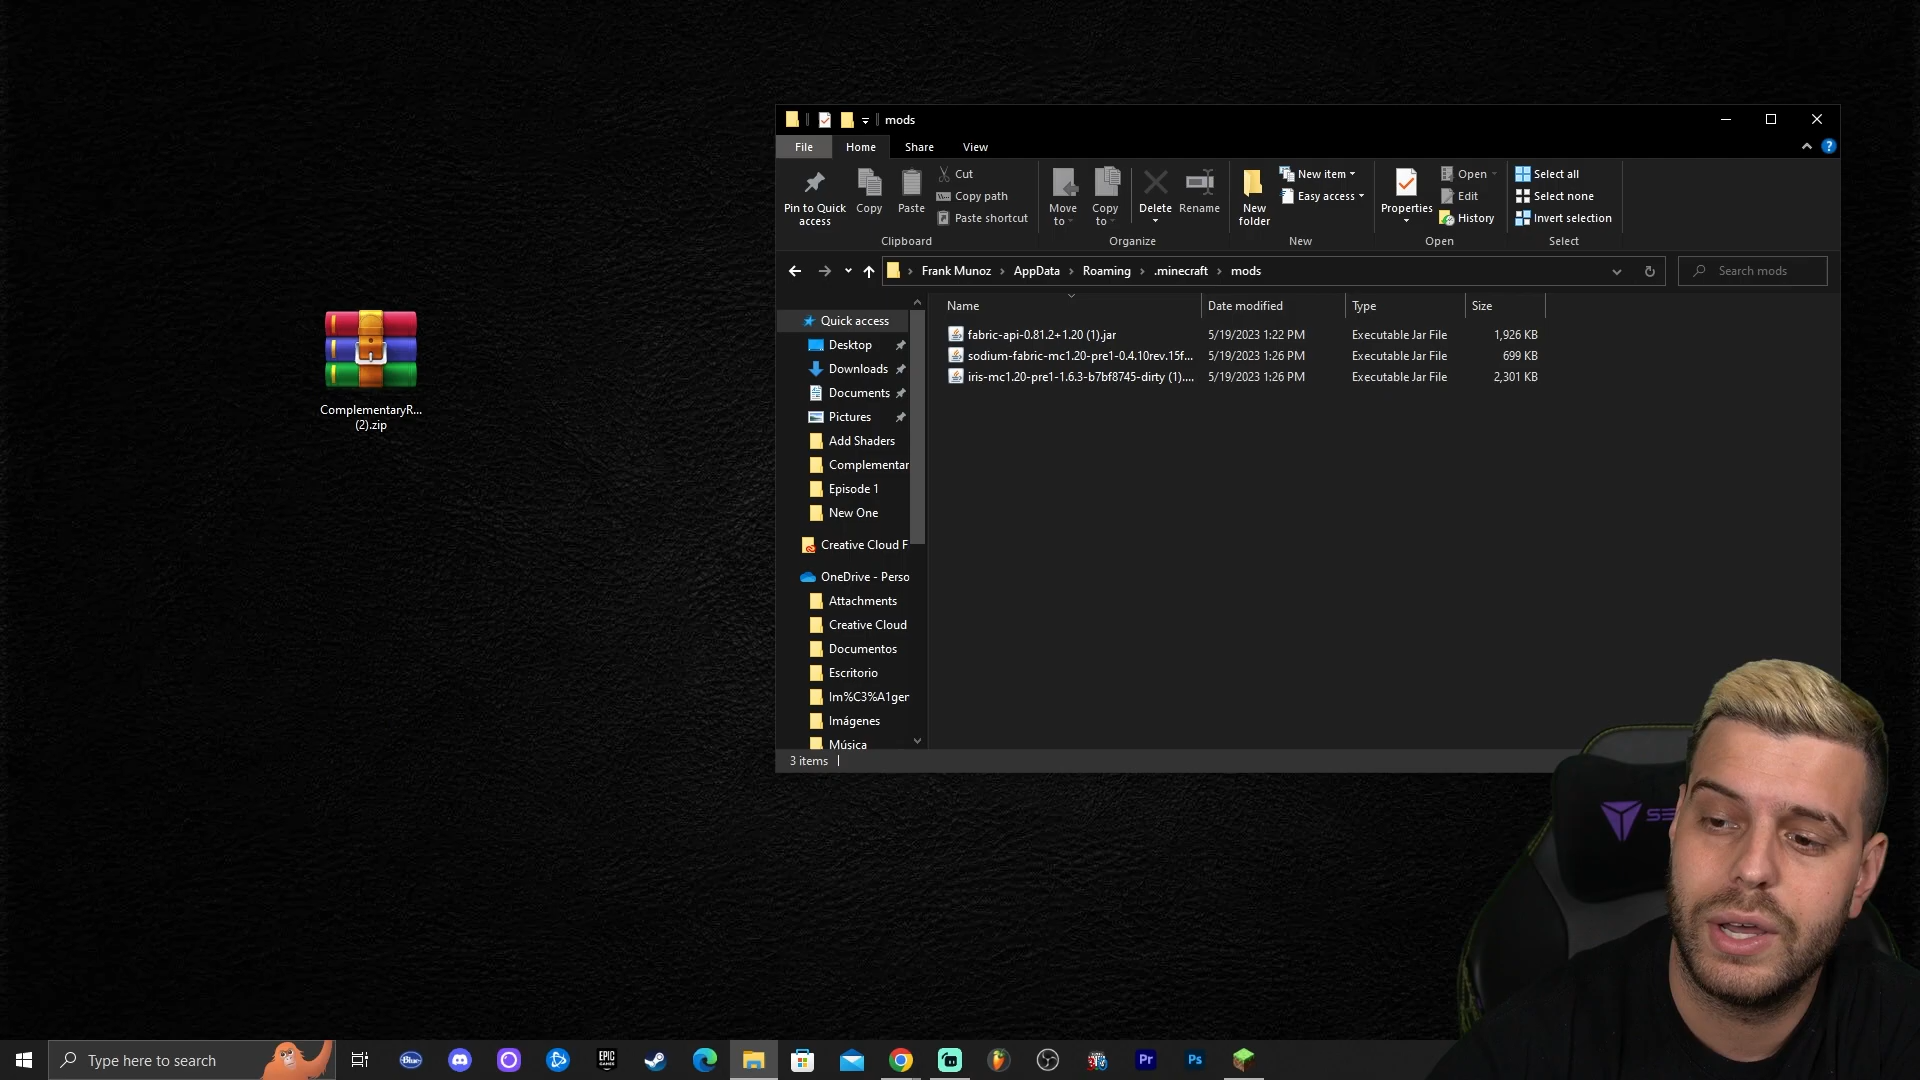 mods
File Home Share View
Pin to Quick access
Copy
Paste
Cut
Copy path
Paste shortcut
Clipboard
Move to
Copy to
Delete
Rename
Organize
New folder
New item
Easy access
New
Properties
Open
Edit
History
Open
Select all
Select none
Invert selection
Select
Frank Munoz › AppData › Roaming › .minecraft › mods
Search mods
Name Date modified Type Size
fabric-api-0.81.2+1.20 (1).jar 5/19/2023 1:22 PM Executable Jar File 1,926 KB
sodium-fabric-mc1.20-pre1-0.4.10rev.15f... 5/19/2023 1:26 PM Executable Jar File 699 KB
iris-mc1.20-pre1-1.6.3-b7bf8745-dirty (1).... 5/19/2023 1:26 PM Executable Jar File 2,301 KB
Quick access
Desktop
Downloads
Documents
Pictures
Add Shaders
Complementar
Episode 1
New One
Creative Cloud F
OneDrive - Perso
Attachments
Creative Cloud
Documentos
Escritorio
Im%C3%A1ger
Imágenes
Música
3 items
ComplementaryR...
(2).zip
Type here to search
Blue
EPIC
GAMES
Pr
Ps